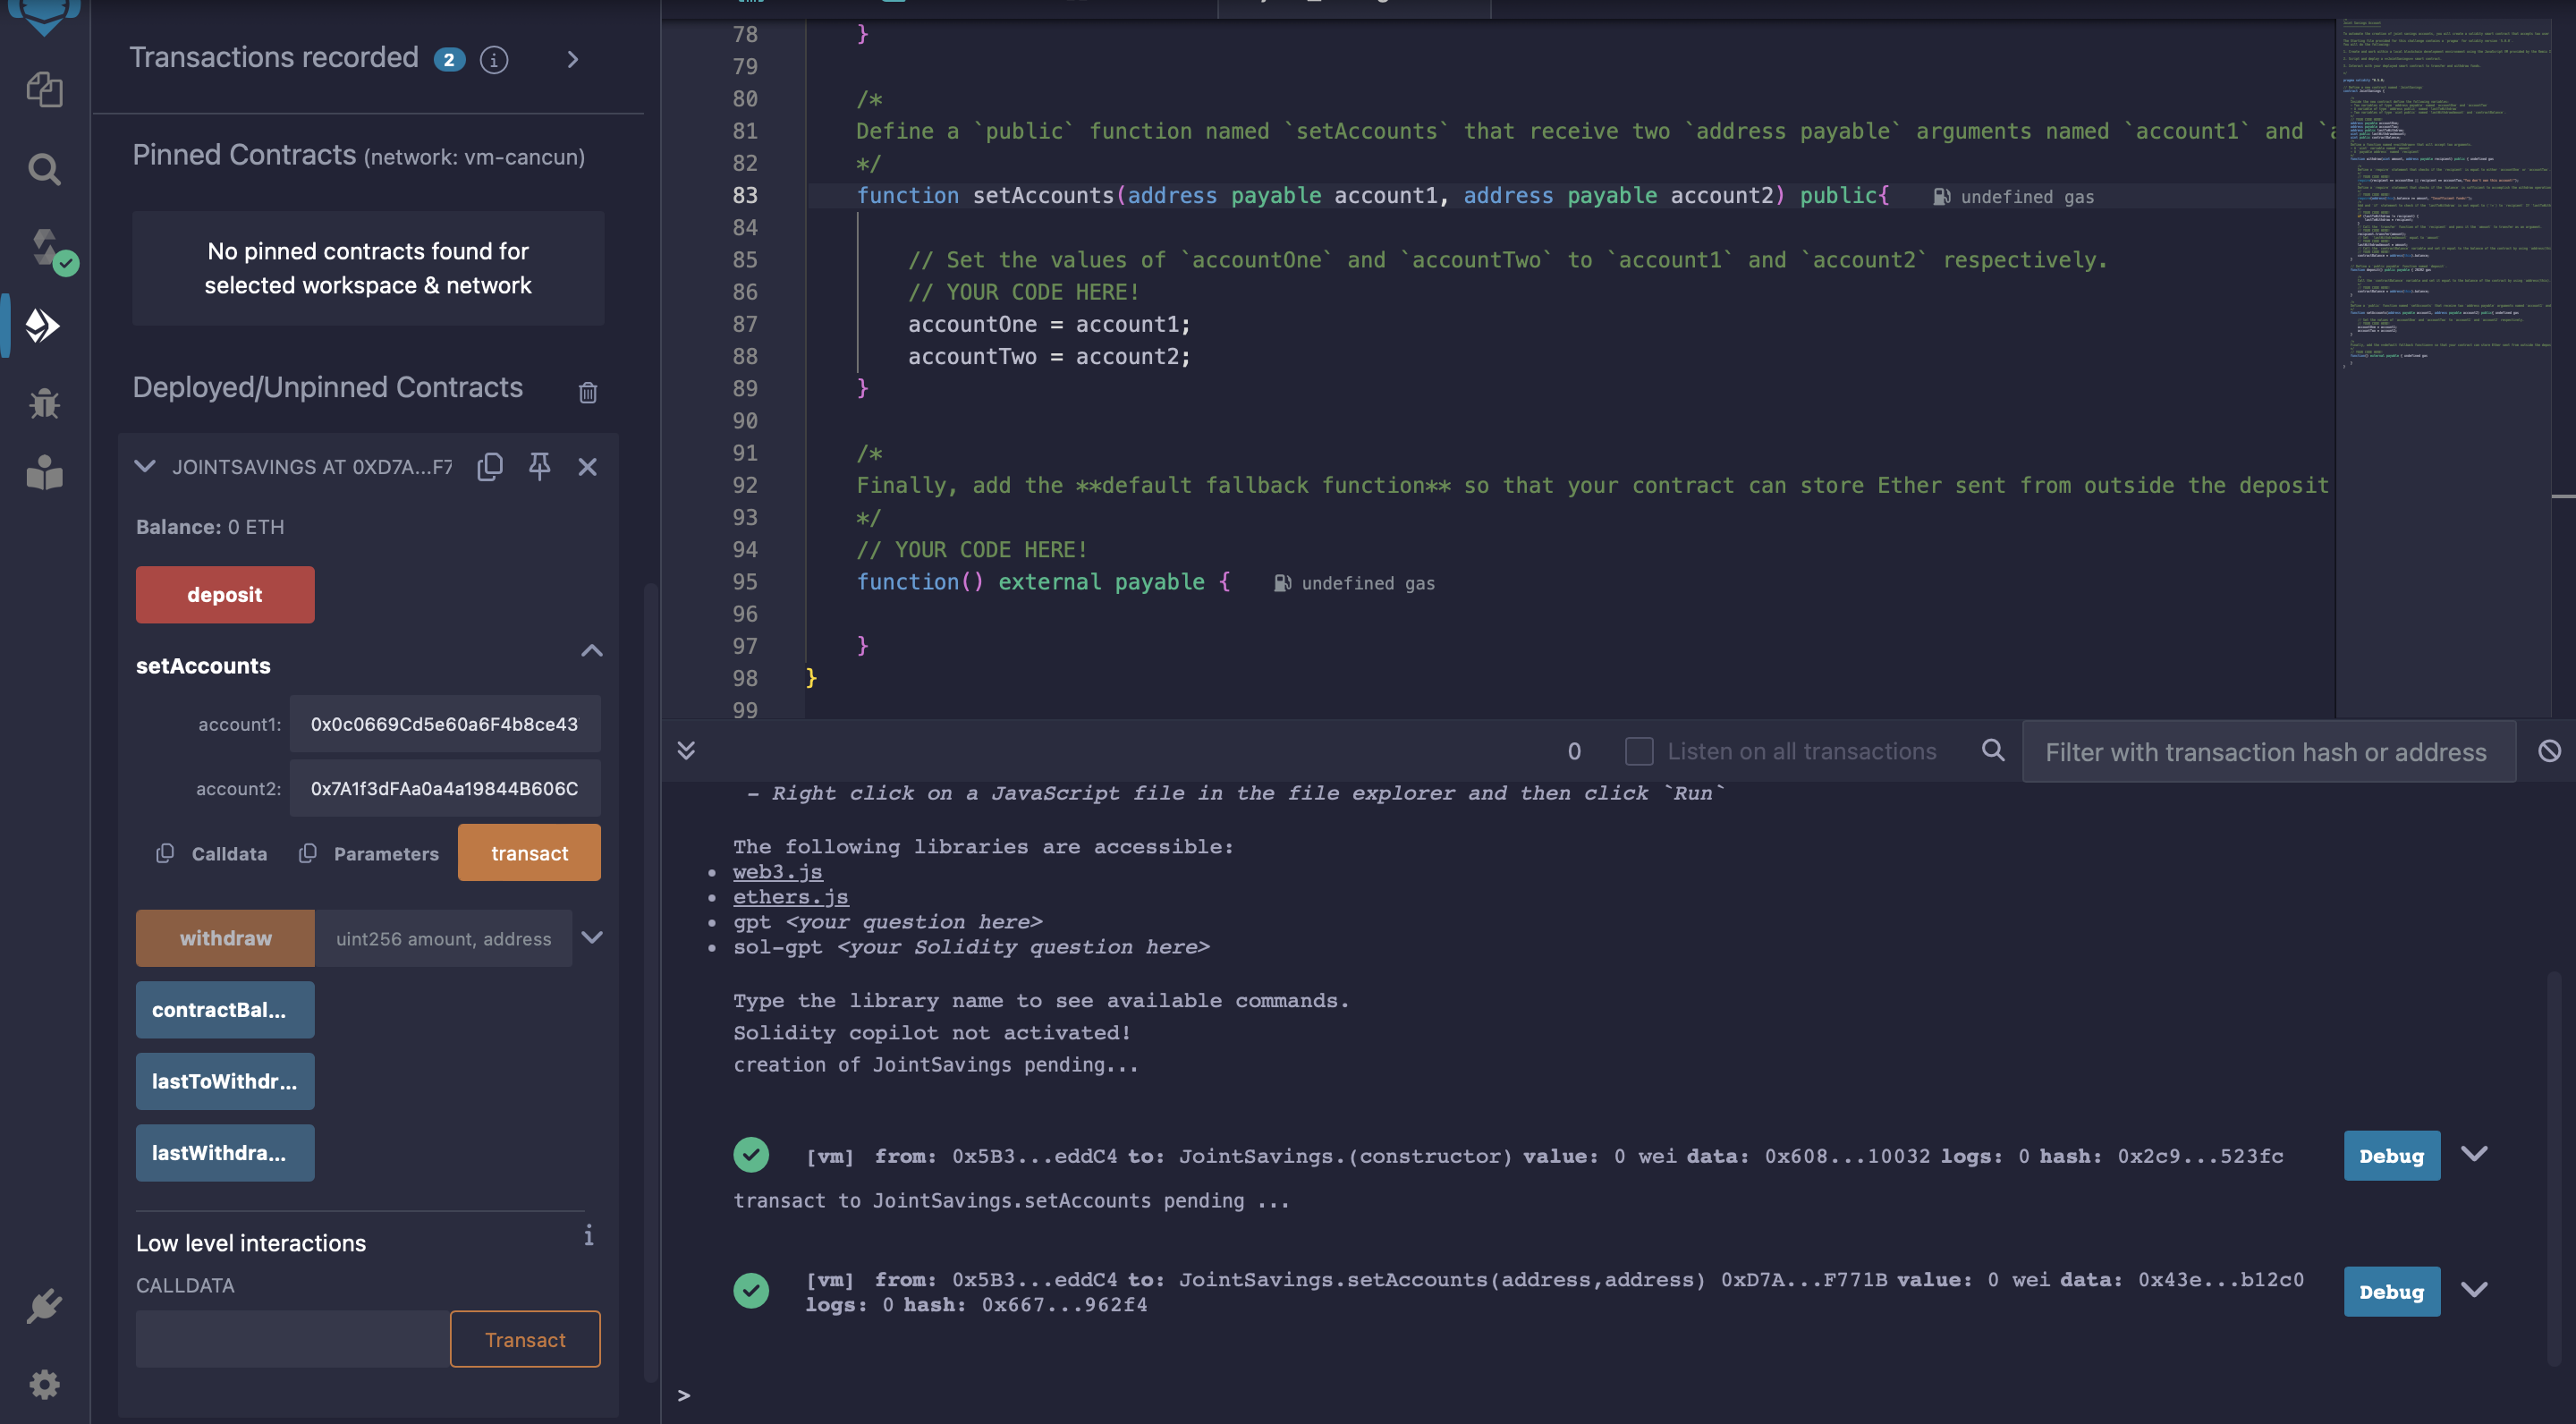 Transactions recorded 2 i
Pinned Contracts (network: vm-cancun)
No pinned contracts found for
selected workspace & network
Deployed/Unpinned Contracts
JOINTSAVINGS AT 0XD7A...F7
Balance: 0 ETH
deposit
setAccounts
account1: 0x0c0669Cd5e60a6F4b8ce43
account2: 0x7A1f3dFAa0a4a19844B606C
Calldata Parameters transact
withdraw uint256 amount, address
contractBal...
lastToWithdr...
lastWithdra...
Low level interactions i
CALLDATA
Transact
78 }
79
80 /*
81 Define a `public` function named `setAccounts` that receive two `address payable` arguments named `account1` and `a
82 */
83 function setAccounts(address payable account1, address payable account2) public{ undefined gas
84
85 // Set the values of `accountOne` and `accountTwo` to `account1` and `account2` respectively.
86 // YOUR CODE HERE!
87 accountOne = account1;
88 accountTwo = account2;
89 }
90
91 /*
92 Finally, add the **default fallback function** so that your contract can store Ether sent from outside the deposit
93 */
94 // YOUR CODE HERE!
95 function() external payable { undefined gas
96
97 }
98 }
99
0 Listen on all transactions Filter with transaction hash or address
- Right click on a JavaScript file in the file explorer and then click `Run`
The following libraries are accessible:
• web3.js
• ethers.js
• gpt <your question here>
• sol-gpt <your Solidity question here>
Type the library name to see available commands.
Solidity copilot not activated!
creation of JointSavings pending...
[vm] from: 0x5B3...eddC4 to: JointSavings.(constructor) value: 0 wei data: 0x608...10032 logs: 0 hash: 0x2c9...523fc Debug
transact to JointSavings.setAccounts pending ...
[vm] from: 0x5B3...eddC4 to: JointSavings.setAccounts(address,address) 0xD7A...F771B value: 0 wei data: 0x43e...b12c0 Debug
logs: 0 hash: 0x667...962f4
>